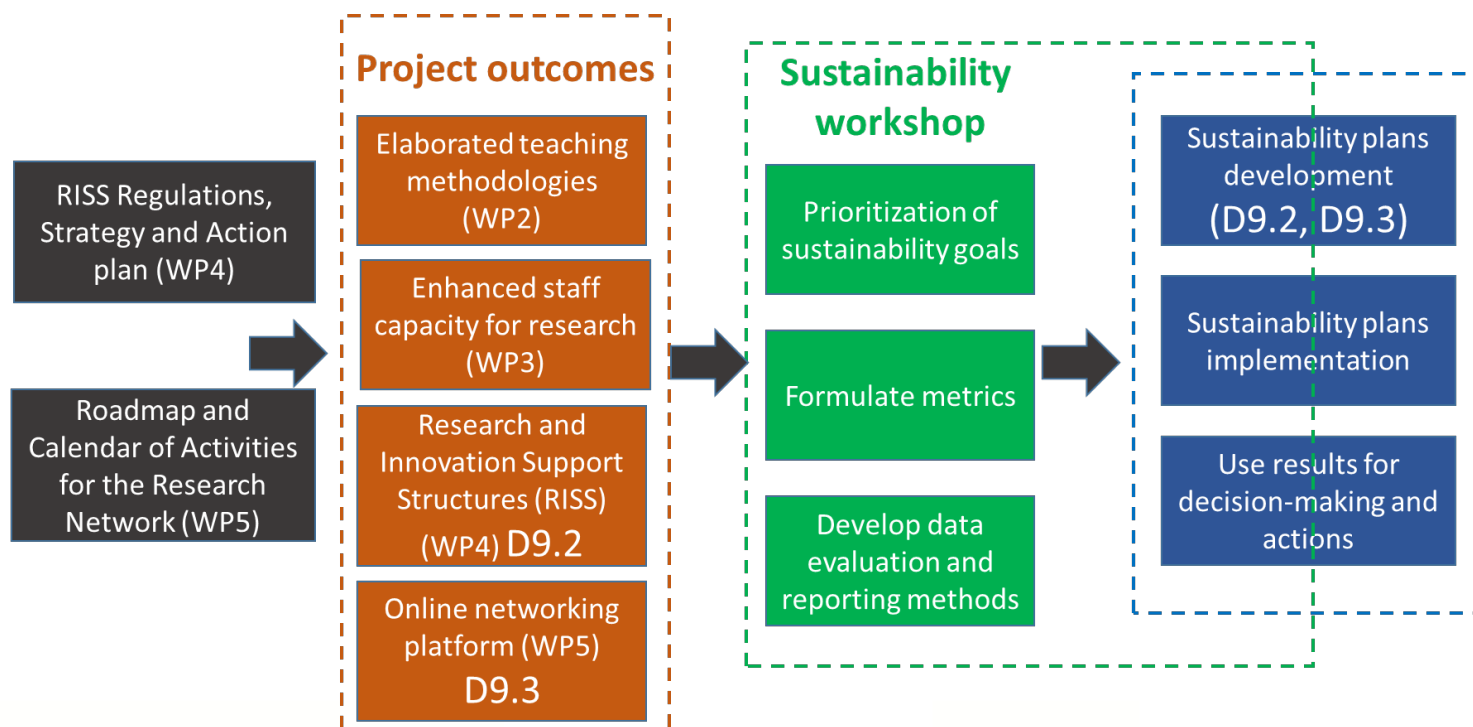 RISS Regulations,
Strategy and Action
plan (WP4)
Roadmap and
Calendar of Activities
for the Research
Network (WP5)
Project outcomes
Elaborated teaching
methodologies
(WP2)
Enhanced staff
capacity for research
(WP3)
Research and
Innovation Support
Structures (RISS)
(WP4) D9.2
Online networking
platform (WP5)
D9.3
Sustainability
workshop
Prioritization of
sustainability goals
Formulate metrics
Develop data
evaluation and
reporting methods
Sustainability plans
development
(D9.2, D9.3)
Sustainability plans
implementation
Use results for
decision-making and
actions